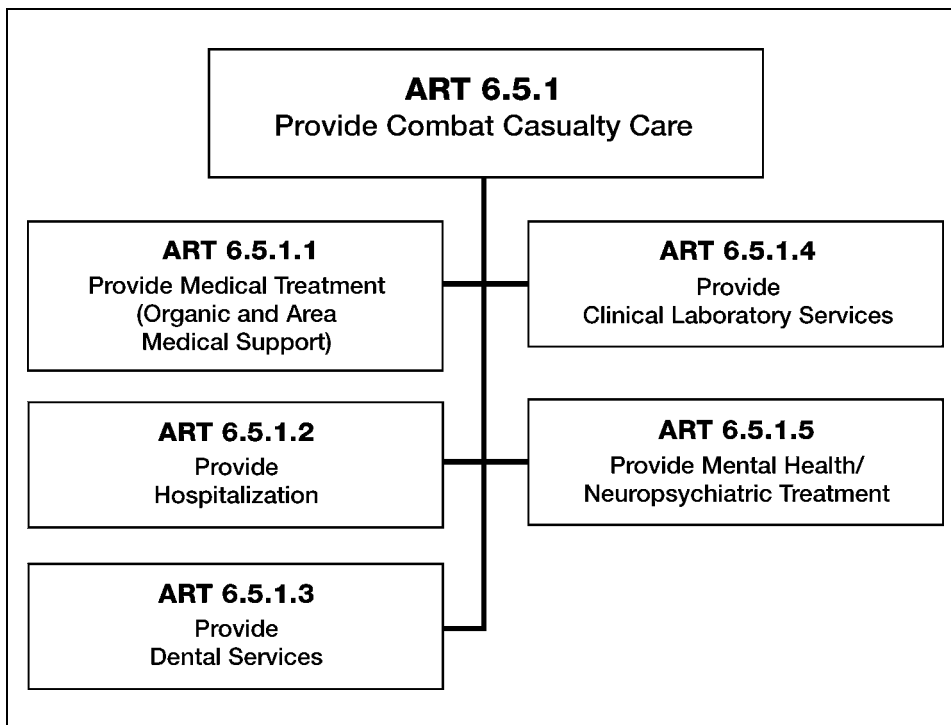 ART 6.5.1
Provide Combat Casualty Care
ART 6.5.1.1
Provide Medical Treatment
(Organic and Area
Medical Support)
ART 6.5.1.2
Provide
Hospitalization
ART 6.5.1.3
Provide
Dental Services
ART 6.5.1.4
Provide
Clinical Laboratory Services
ART 6.5.1.5
Provide Mental Health/
Neuropsychiatric Treatment